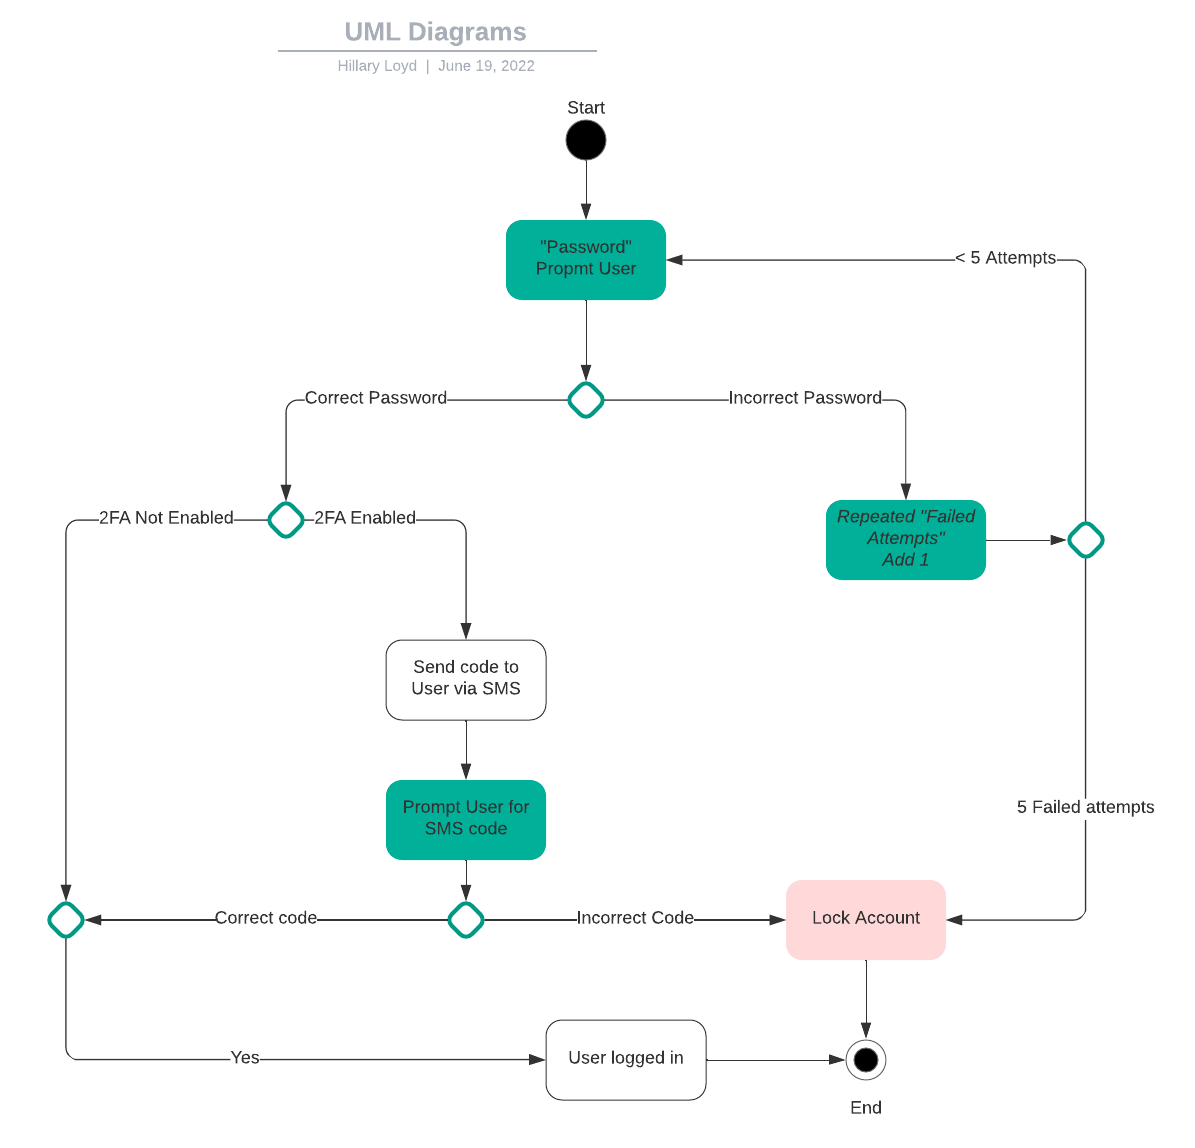 UML Diagrams
Hillary Loyd | June 19, 2022
Start
"Password"
Propmt User
< 5 Attempts
Correct Password
Incorrect Password
2FA Not Enabled
2FA Enabled
Repeated "Failed
Attempts"
Add 1
Send code to
User via SMS
Prompt User for
SMS code
5 Failed attempts
Correct code
Incorrect Code
Lock Account
Yes
User logged in
End